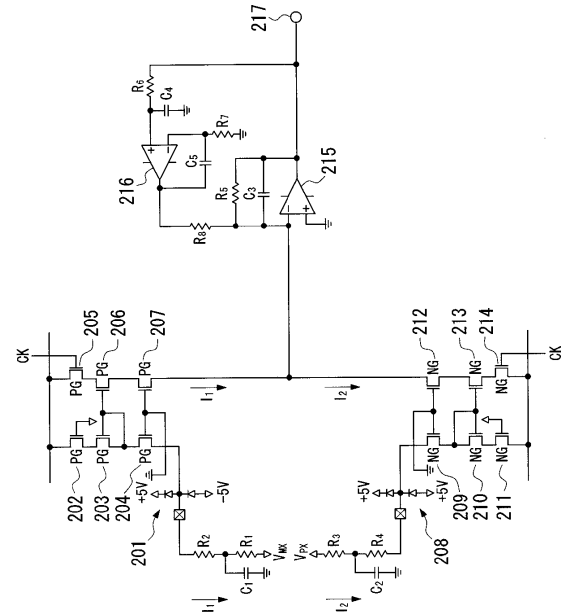 217
R6
C4
216
C5
R7
R5
C3
215
R8
CK
205
206
207
PG
PG
PG
202
203
204
PG
PG
PG
I1
I2
212
213
214
NG
NG
NG
209
210
211
NG
NG
NG
CK
+5V
-5V
201
+5V
-5V
208
R2
R1
C1
VMX
VPX
R3
R4
C2
I1
I2